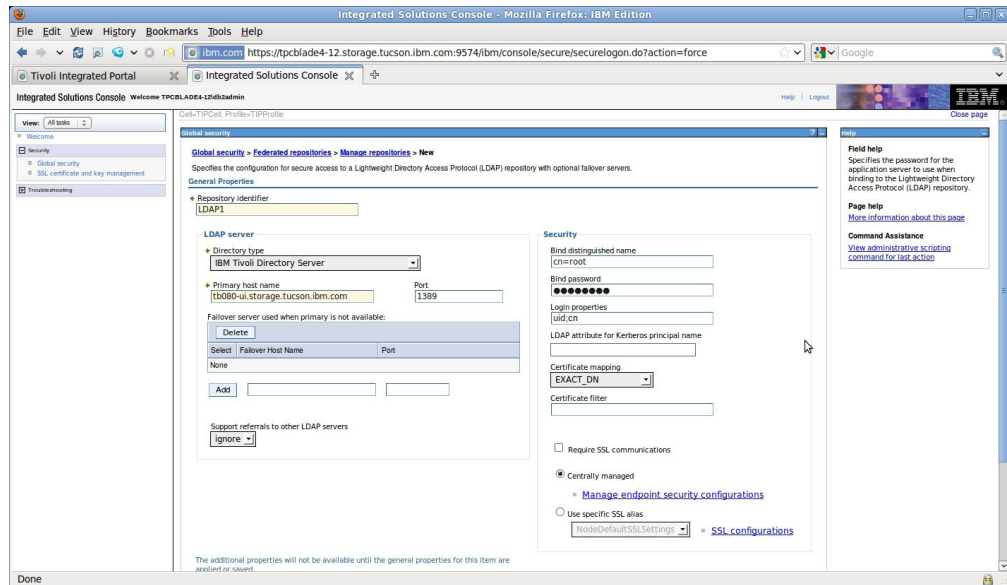 Integrated Solutions Console - Mozilla Firefox: IBM Edition
File Edit View History Bookmarks Tools Help
ibm.com https://tpcblade4-12.storage.tucson.ibm.com:9574/ibm/console/secure/securelogon.do?action=force
Google
Tivoli Integrated Portal
Integrated Solutions Console
Integrated Solutions Console Welcome TPCBLADE4-12\db2admin
Help | Logout
IBM.
View: All tasks
Welcome
Security
Global security
SSL certificate and key management
Troubleshooting
Cell=TIPCell, Profile=TIPProfile
Close page
Global security
Global security > Federated repositories > Manage repositories > New
Specifies the configuration for secure access to a Lightweight Directory Access Protocol (LDAP) repository with optional failover servers.
General Properties
Repository identifier
LDAP1
LDAP server
Directory type
IBM Tivoli Directory Server
Primary host name
Port
tb080-ui.storage.tucson.ibm.com
1389
Failover server used when primary is not available:
Delete
Select Failover Host Name Port
None
Add
Support referrals to other LDAP servers
ignore
Security
Bind distinguished name
cn=root
Bind password
●●●●●●●●
Login properties
uid;cn
LDAP attribute for Kerberos principal name
Certificate mapping
EXACT_DN
Certificate filter
Require SSL communications
Centrally managed
Manage endpoint security configurations
Use specific SSL alias
NodeDefaultSSLSettings
SSL configurations
The additional properties will not be available until the general properties for this item are
applied or saved.
Help
Field help
Specifies the password for the
application server to use when
binding to the Lightweight Directory
Access Protocol (LDAP) repository.
Page help
More information about this page
Command Assistance
View administrative scripting
command for last action
Done